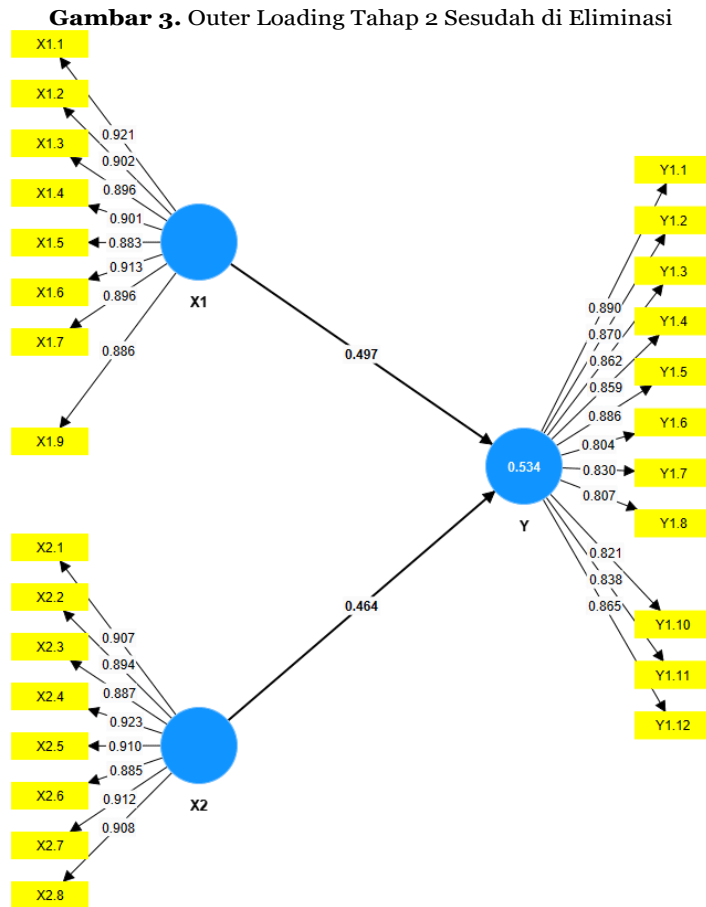 Gambar 3. Outer Loading Tahap 2 Sesudah di Eliminasi
X1.1
X1.2
X1.3
X1.4
X1.5
X1.6
X1.7
X1.9
0.921
0.902
0.896
0.901
0.883
0.913
0.896
0.886
X1
0.497
X2.1
X2.2
X2.3
X2.4
X2.5
X2.6
X2.7
X2.8
0.907
0.894
0.887
0.923
0.910
0.885
0.912
0.908
X2
0.464
0.534
Y
0.890
0.870
0.862
0.859
0.886
0.804
0.830
0.807
0.821
0.838
0.865
Y1.1
Y1.2
Y1.3
Y1.4
Y1.5
Y1.6
Y1.7
Y1.8
Y1.10
Y1.11
Y1.12